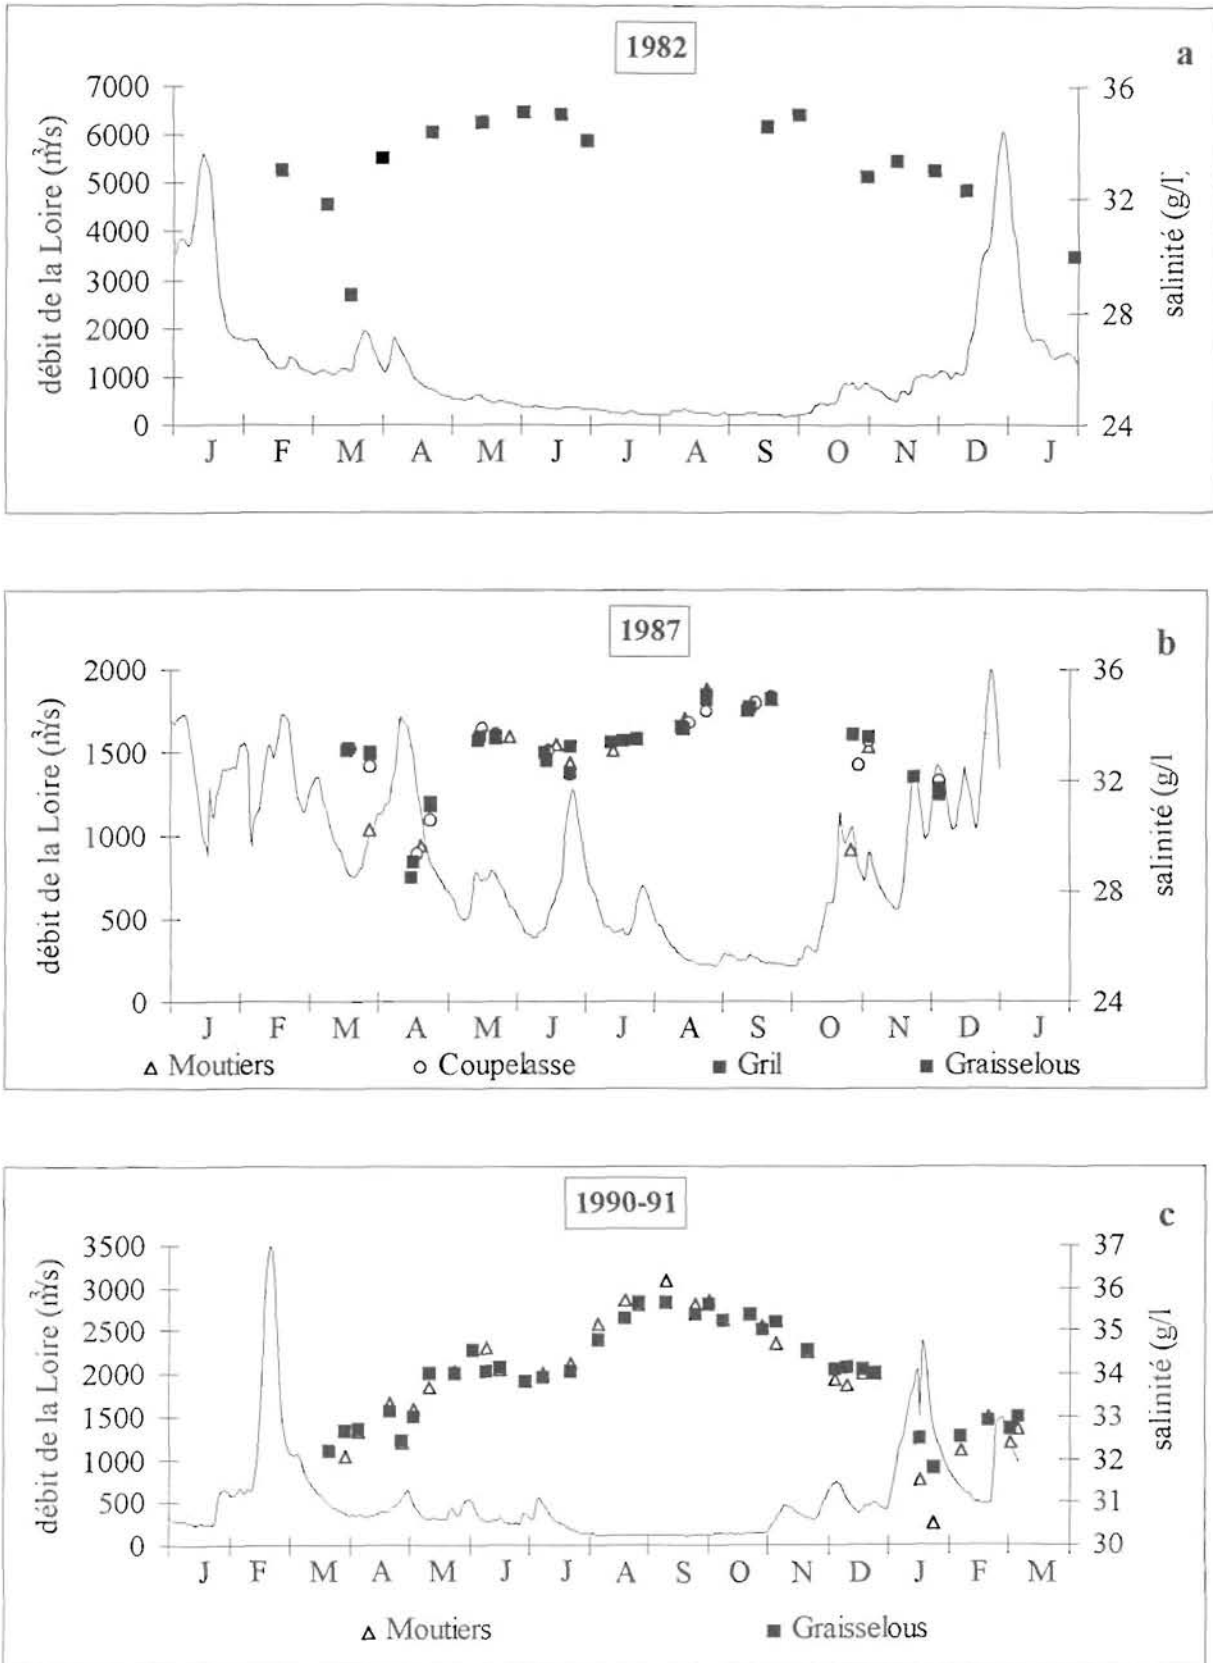 1982
a
débit de la Loire (m³/s)
7000
6000
5000
4000
3000
2000
1000
0
36
32
28
24
salinité (g/l)
J F M A M J J A S O N D J
1987
b
débit de la Loire (m³/s)
2000
1500
1000
500
0
36
32
28
24
salinité (g/l
J F M A M J J A S O N D J
△ Moutiers ○ Coupelasse ■ Gril ■ Graisselous
1990-91
c
débit de la Loire (m³/s)
3500
3000
2500
2000
1500
1000
500
0
37
36
35
34
33
32
31
30
salinité (g/l
J F M A M J J A S O N D J F M
△ Moutiers ■ Graisselous